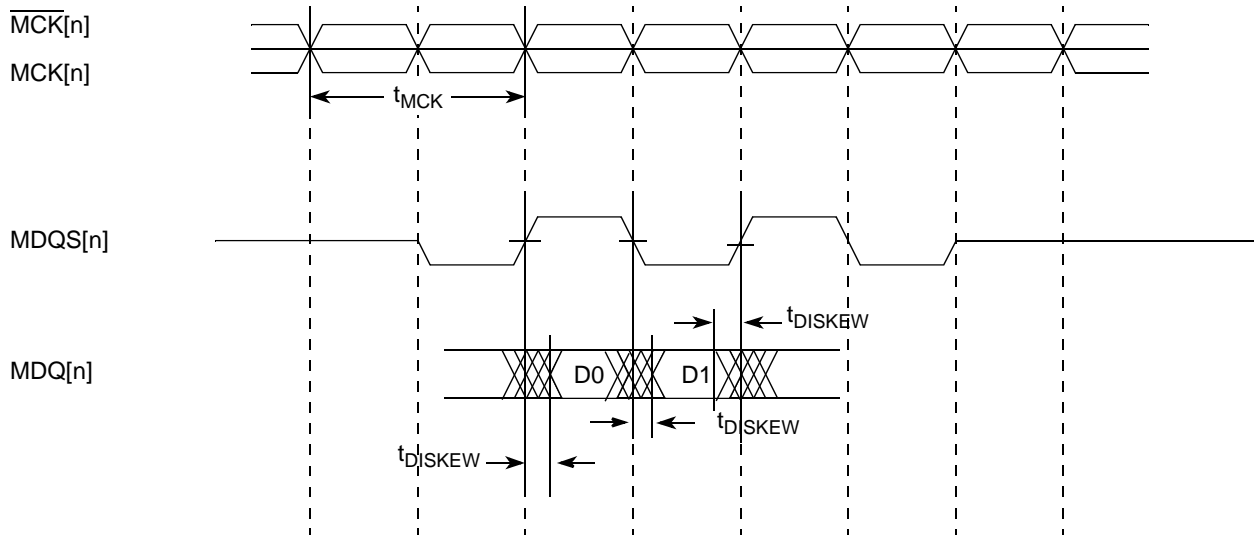 MCK[n]
MCK[n]
tMCK
MDQS[n]
tDISKEW
MDQ[n]
D0
D1
tDISKEW
tDISKEW